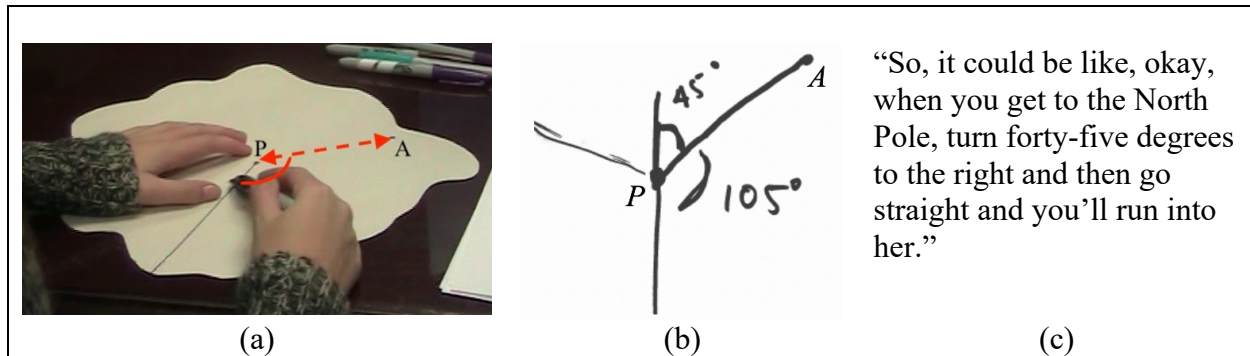 P
A
45°
A
P
105°
“So, it could be like, okay,
when you get to the North
Pole, turn forty-five degrees
to the right and then go
straight and you’ll run into
her.”
(a)
(b)
(c)